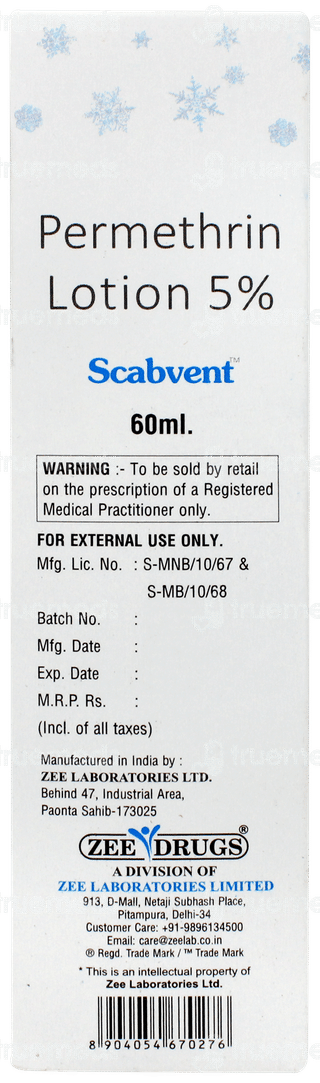 Permethrin
Lotion 5%
Scabvent™
60ml.
WARNING :- To be sold by retail
on the prescription of a Registered
Medical Practitioner only.
FOR EXTERNAL USE ONLY.
Mfg. Lic. No. : S-MNB/10/67 &
S-MB/10/68
Batch No. :
Mfg. Date :
Exp. Date :
M.R.P. Rs. :
(Incl. of all taxes)
Manufactured in India by :
ZEE LABORATORIES LTD.
Behind 47, Industrial Area,
Paonta Sahib-173025
ZEE DRUGS®
A DIVISION OF
ZEE LABORATORIES LIMITED
913, D-Mall, Netaji Subhash Place,
Pitampura, Delhi-34
Customer Care: +91-9896134500
Email: care@zeelab.co.in
® Regd. Trade Mark / ™ Trade Mark
* This is an intellectual property of
Zee Laboratories Ltd.
8 904054 670276
truemeds